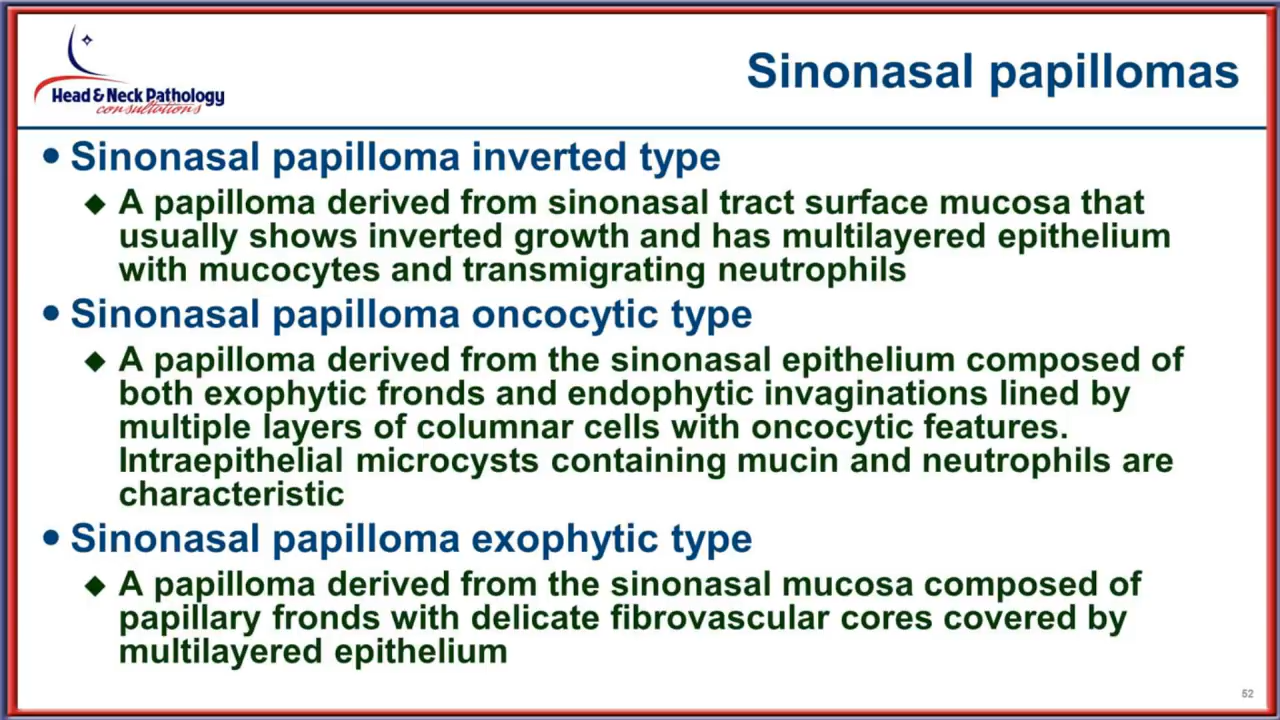 Head & Neck Pathology
consultations
Sinonasal papillomas
• Sinonasal papilloma inverted type
◆ A papilloma derived from sinonasal tract surface mucosa that
usually shows inverted growth and has multilayered epithelium
with mucocytes and transmigrating neutrophils
• Sinonasal papilloma oncocytic type
◆ A papilloma derived from the sinonasal epithelium composed of
both exophytic fronds and endophytic invaginations lined by
multiple layers of columnar cells with oncocytic features.
Intraepithelial microcysts containing mucin and neutrophils are
characteristic
• Sinonasal papilloma exophytic type
◆ A papilloma derived from the sinonasal mucosa composed of
papillary fronds with delicate fibrovascular cores covered by
multilayered epithelium
52